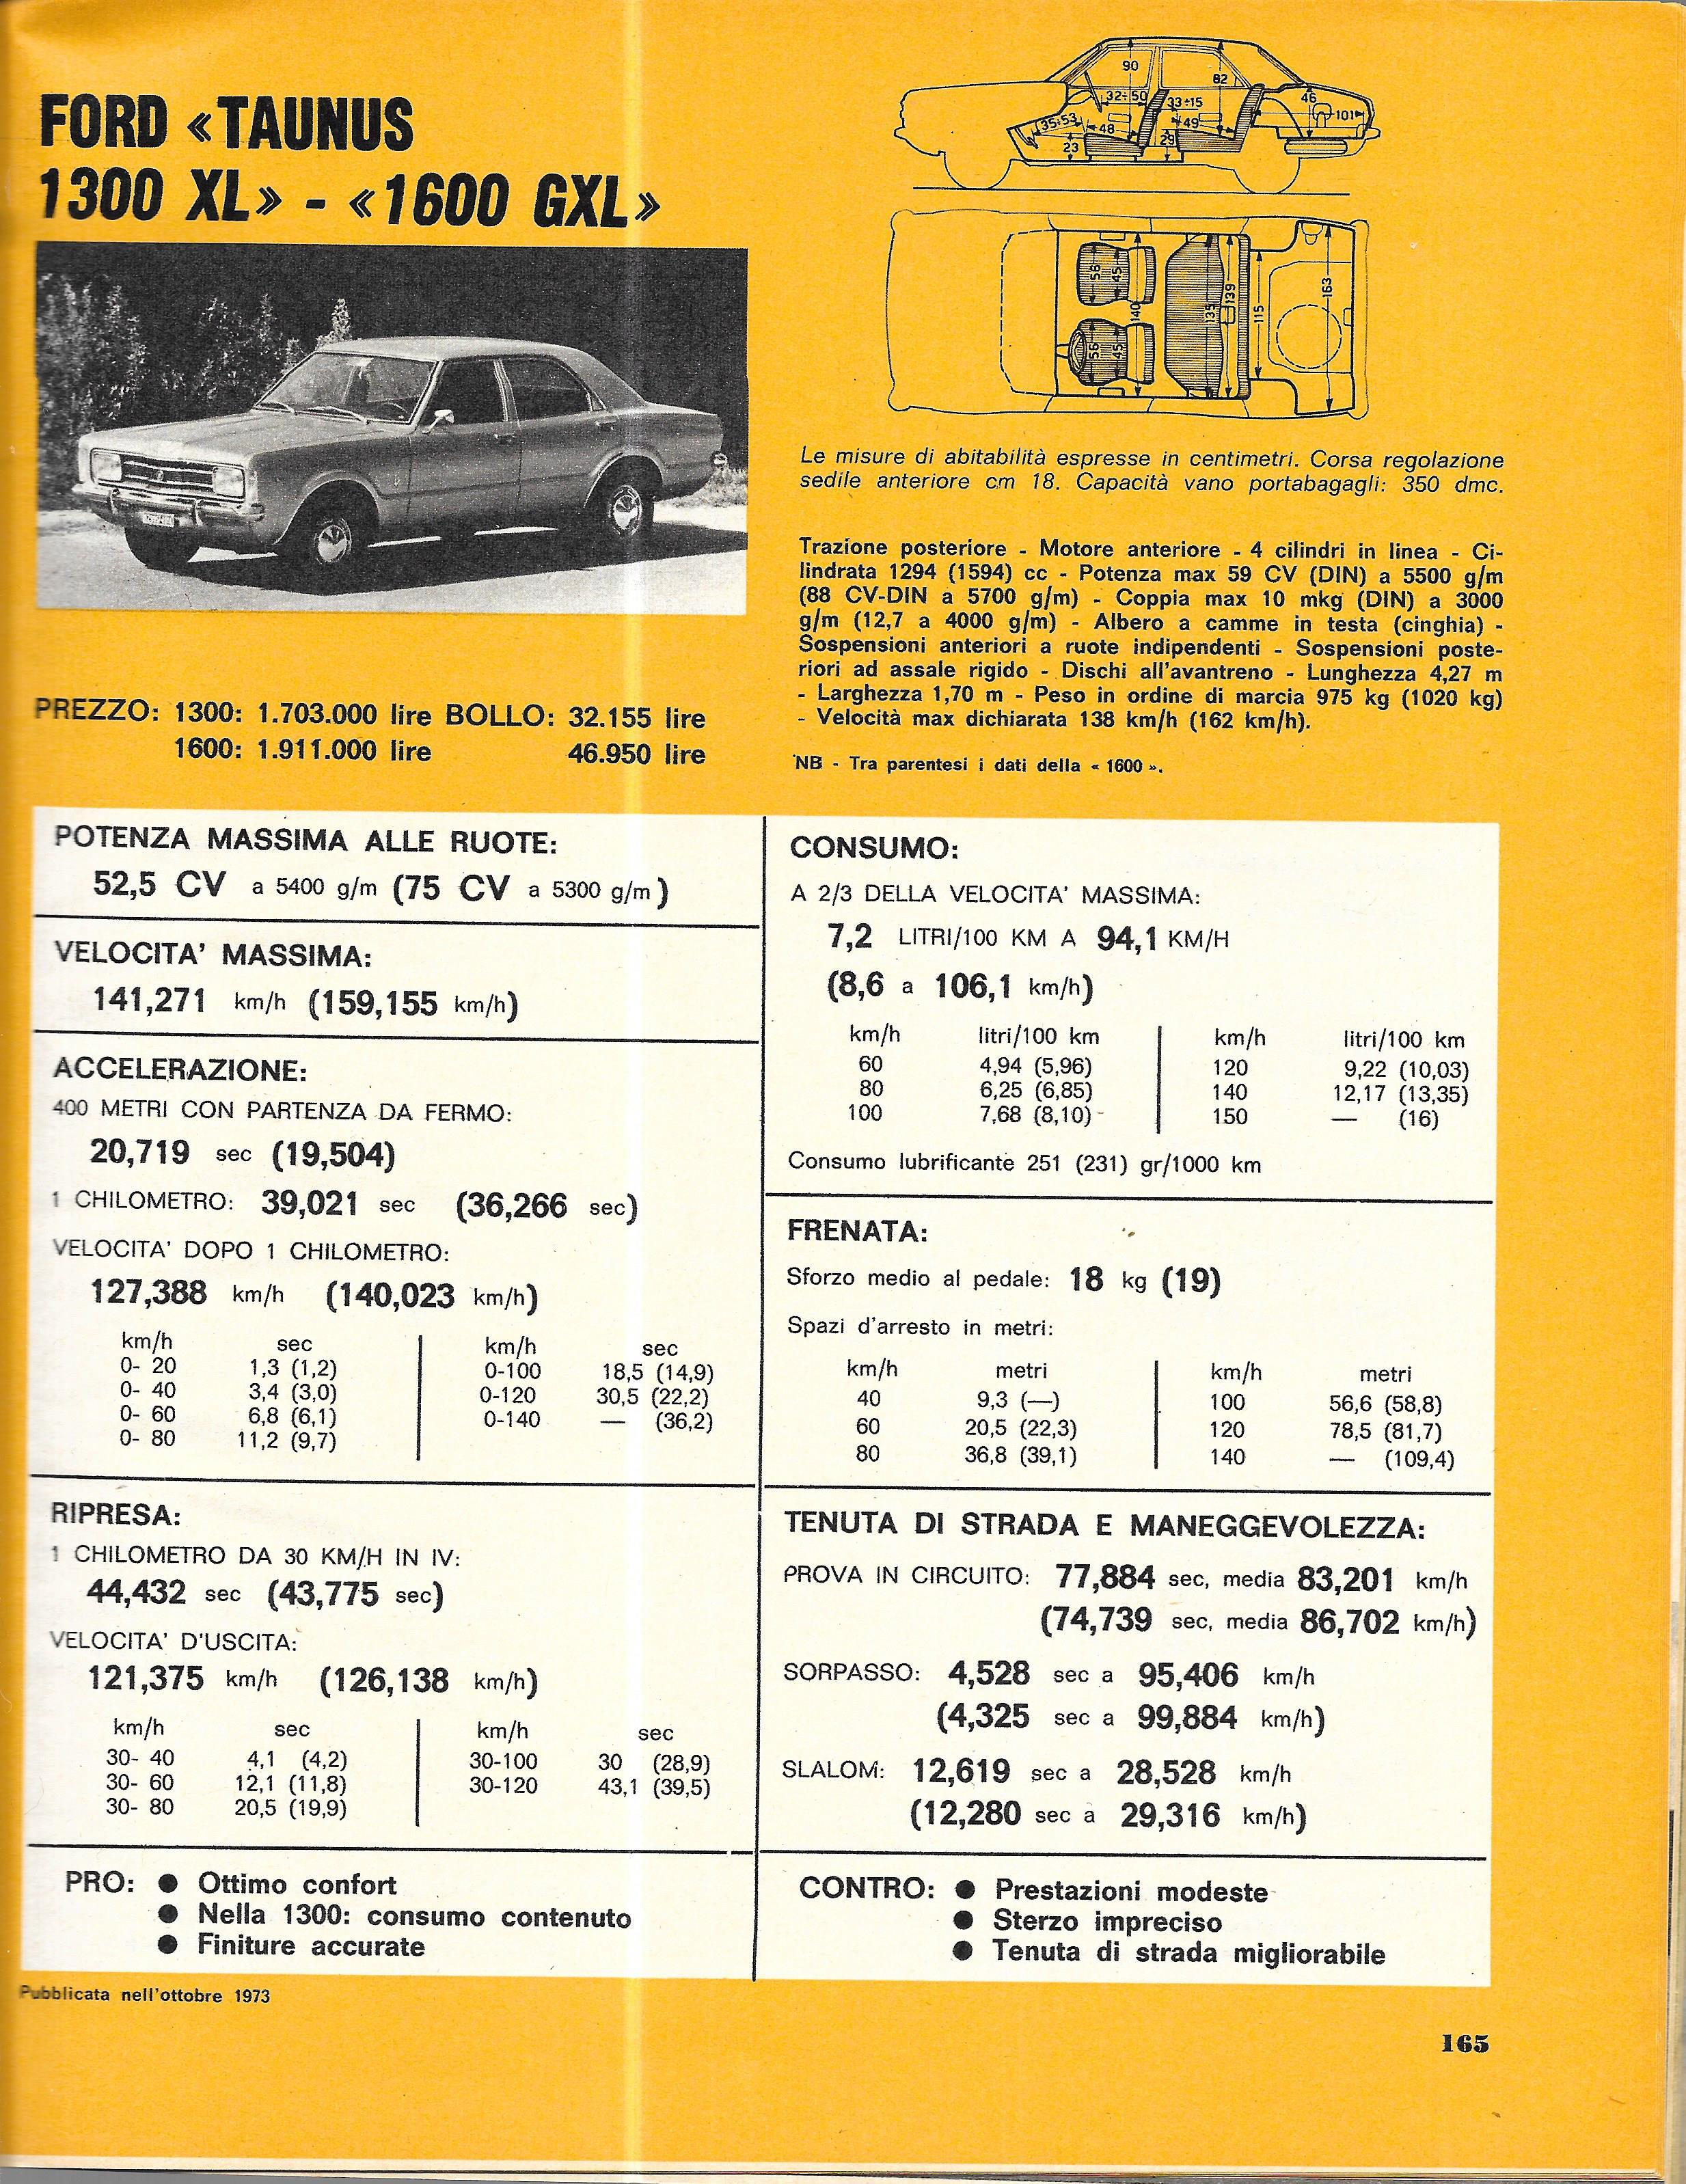 FORD «TAUNUS
1300 XL» - «1600 GXL»
90
82
46
32÷50
33÷15
101
35÷53
48
49
23
29
56
45
56
45
140
135
139
115
163
Le misure di abitabilità espresse in centimetri. Corsa regolazione
sedile anteriore cm 18. Capacità vano portabagagli: 350 dmc.
Trazione posteriore - Motore anteriore - 4 cilindri in linea - Ci-
lindrata 1294 (1594) cc - Potenza max 59 CV (DIN) a 5500 g/m
(88 CV-DIN a 5700 g/m) - Coppia max 10 mkg (DIN) a 3000
g/m (12,7 a 4000 g/m) - Albero a camme in testa (cinghia) -
Sospensioni anteriori a ruote indipendenti - Sospensioni poste-
riori ad assale rigido - Dischi all'avantreno - Lunghezza 4,27 m
- Larghezza 1,70 m - Peso in ordine di marcia 975 kg (1020 kg)
- Velocità max dichiarata 138 km/h (162 km/h).
NB - Tra parentesi i dati della « 1600 ».
PREZZO: 1300: 1.703.000 lire BOLLO: 32.155 lire
1600: 1.911.000 lire 46.950 lire
POTENZA MASSIMA ALLE RUOTE:
52,5 CV a 5400 g/m (75 CV a 5300 g/m)
VELOCITA' MASSIMA:
141,271 km/h (159,155 km/h)
ACCELERAZIONE:
400 METRI CON PARTENZA DA FERMO:
20,719 sec (19,504)
1 CHILOMETRO: 39,021 sec (36,266 sec)
VELOCITA' DOPO 1 CHILOMETRO:
127,388 km/h (140,023 km/h)
km/h sec km/h sec
0- 20 1,3 (1,2) 0-100 18,5 (14,9)
0- 40 3,4 (3,0) 0-120 30,5 (22,2)
0- 60 6,8 (6,1) 0-140 — (36,2)
0- 80 11,2 (9,7)
RIPRESA:
1 CHILOMETRO DA 30 KM/H IN IV:
44,432 sec (43,775 sec)
VELOCITA' D'USCITA:
121,375 km/h (126,138 km/h)
km/h sec km/h sec
30- 40 4,1 (4,2) 30-100 30 (28,9)
30- 60 12,1 (11,8) 30-120 43,1 (39,5)
30- 80 20,5 (19,9)
PRO: ● Ottimo confort
● Nella 1300: consumo contenuto
● Finiture accurate
CONSUMO:
A 2/3 DELLA VELOCITA' MASSIMA:
7,2 LITRI/100 KM A 94,1 KM/H
(8,6 a 106,1 km/h)
km/h litri/100 km km/h litri/100 km
60 4,94 (5,96) 120 9,22 (10,03)
80 6,25 (6,85) 140 12,17 (13,35)
100 7,68 (8,10) 150 — (16)
Consumo lubrificante 251 (231) gr/1000 km
FRENATA:
Sforzo medio al pedale: 18 kg (19)
Spazi d'arresto in metri:
km/h metri km/h metri
40 9,3 (—) 100 56,6 (58,8)
60 20,5 (22,3) 120 78,5 (81,7)
80 36,8 (39,1) 140 — (109,4)
TENUTA DI STRADA E MANEGGEVOLEZZA:
PROVA IN CIRCUITO: 77,884 sec, media 83,201 km/h
(74,739 sec, media 86,702 km/h)
SORPASSO: 4,528 sec a 95,406 km/h
(4,325 sec a 99,884 km/h)
SLALOM: 12,619 sec a 28,528 km/h
(12,280 sec a 29,316 km/h)
CONTRO: ● Prestazioni modeste
● Sterzo impreciso
● Tenuta di strada migliorabile
Pubblicata nell'ottobre 1973
165